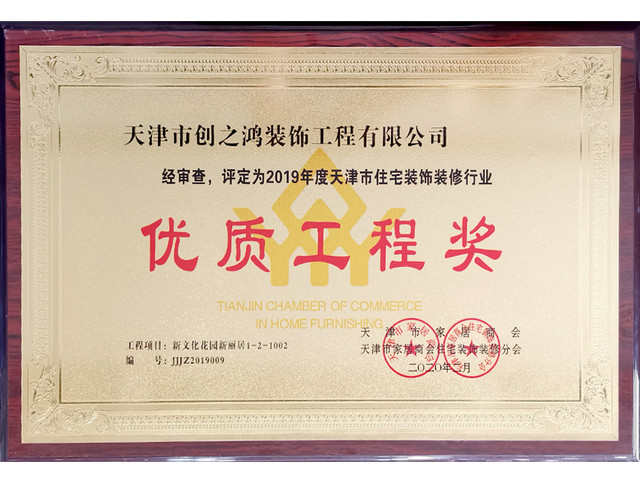 天津市创之鸿装饰工程有限公司
经审查，评定为2019年度天津市住宅装饰装修行业
优质工程奖
TIANJIN CHAMBER OF COMMERCE
IN HOME FURNISHING
天津市家居商会
工程项目：新文化花园新丽居1-2-1002
天津市家居商会住宅装饰装修分会
编 号：JJJZ2019009
二〇二〇年二月